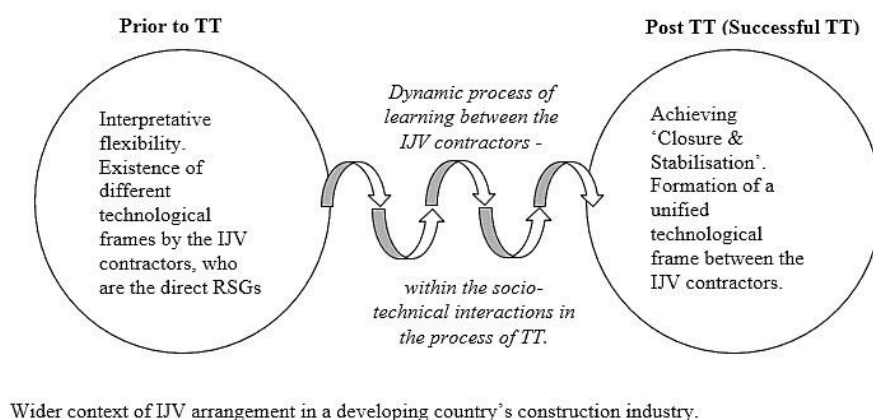 Prior to TT
Post TT (Successful TT)
Interpretative
flexibility.
Existence of
different
technological
frames by the IJV
contractors, who
are the direct RSGs
Dynamic process of
learning between the
IJV contractors -
within the socio-
technical interactions in
the process of TT.
Achieving
‘Closure &
Stabilisation’.
Formation of a
unified
technological
frame between the
IJV contractors.
Wider context of IJV arrangement in a developing country’s construction industry.